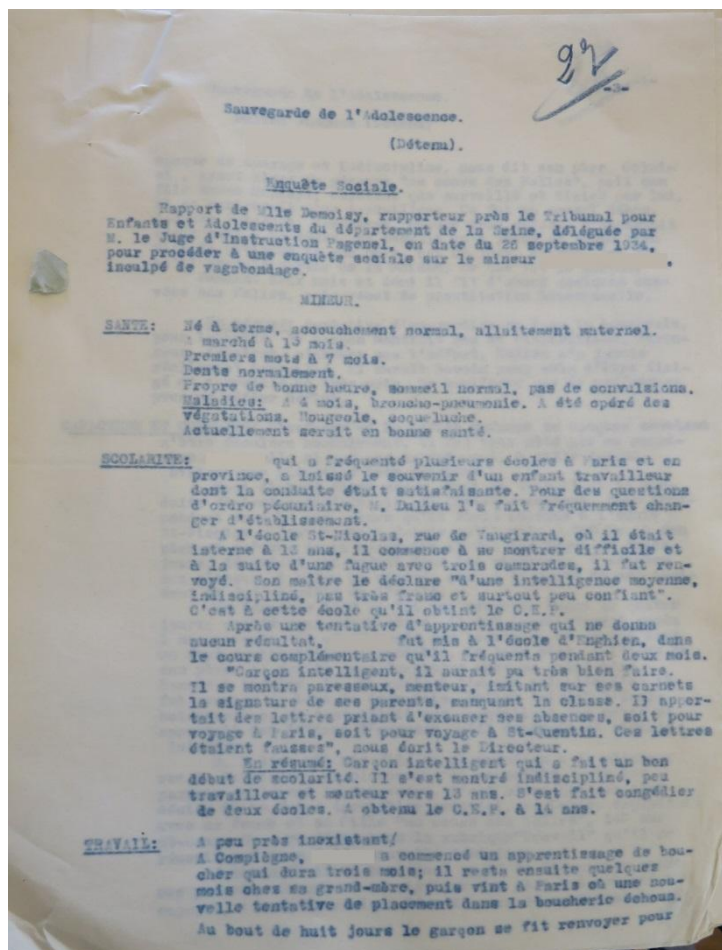 27
-3-
Sauvegarde de l'Adolescence.
(Détenu).
Enquête Sociale.
Rapport de Mlle Demoisy, rapporteur près le Tribunal pour
Enfants et Adolescents du département de la Seine, déléguée par
M. le Juge d'Instruction Pagenel, en date du 26 septembre 1934,
pour procéder à une enquête sociale sur le mineur ,
inculpé de vagabondage.
MINEUR.
SANTE: Né à terme, accouchement normal, allaitement maternel.
A marché à 13 mois.
Premiers mots à 7 mois.
Dents normalement.
Propre de bonne heure, sommeil normal, pas de convulsions.
Maladies: A 4 mois, broncho-pneumonie. A été opéré des
végétations. Rougeole, coqueluche.
Actuellement serait en bonne santé.
SCOLARITE: qui a fréquenté plusieurs écoles à Paris et en
province, a laissé le souvenir d'un enfant travailleur
dont la conduite était satisfaisante. Pour des questions
d'ordre pécuniaire, M. Dulieu l'a fait fréquemment chan-
ger d'établissement.
A l'école St-Nicolas, rue de Vaugirard, où il était
interne à 13 ans, il commence à se montrer difficile et
à la suite d'une fugue avec trois camarades, il fut ren-
voyé. Son maître le déclare "d'une intelligence moyenne,
indiscipliné, pas très franc et surtout peu confiant".
C'est à cette école qu'il obtint le C.E.P.
Après une tentative d'apprentissage qui ne donna
aucun résultat, fut mis à l'école d'Enghien, dans
le cours complémentaire qu'il fréquenta pendant deux mois.
"Garçon intelligent, il aurait pu très bien faire.
Il se montra paresseux, menteur, imitant sur ses carnets
la signature de ses parents, manquant la classe. Il appor-
tait des lettres priant d'excuser ses absences, soit pour
voyage à Paris, soit pour voyage à St-Quentin. Ces lettres
étaient fausses", nous écrit le Directeur.
En résumé: Garçon intelligent qui a fait un bon
début de scolarité. Il s'est montré indiscipliné, peu
travailleur et menteur vers 13 ans. S'est fait congédier
de deux écoles. A obtenu le C.E.P. à 14 ans.
TRAVAIL: A peu près inexistant!
A Compiègne, a commencé un apprentissage de bou-
cher qui dura trois mois; il resta ensuite quelques
mois chez sa grand-mère, puis vint à Paris où une nou-
velle tentative de placement dans la boucherie échoua.
Au bout de huit jours le garçon se fit renvoyer pour